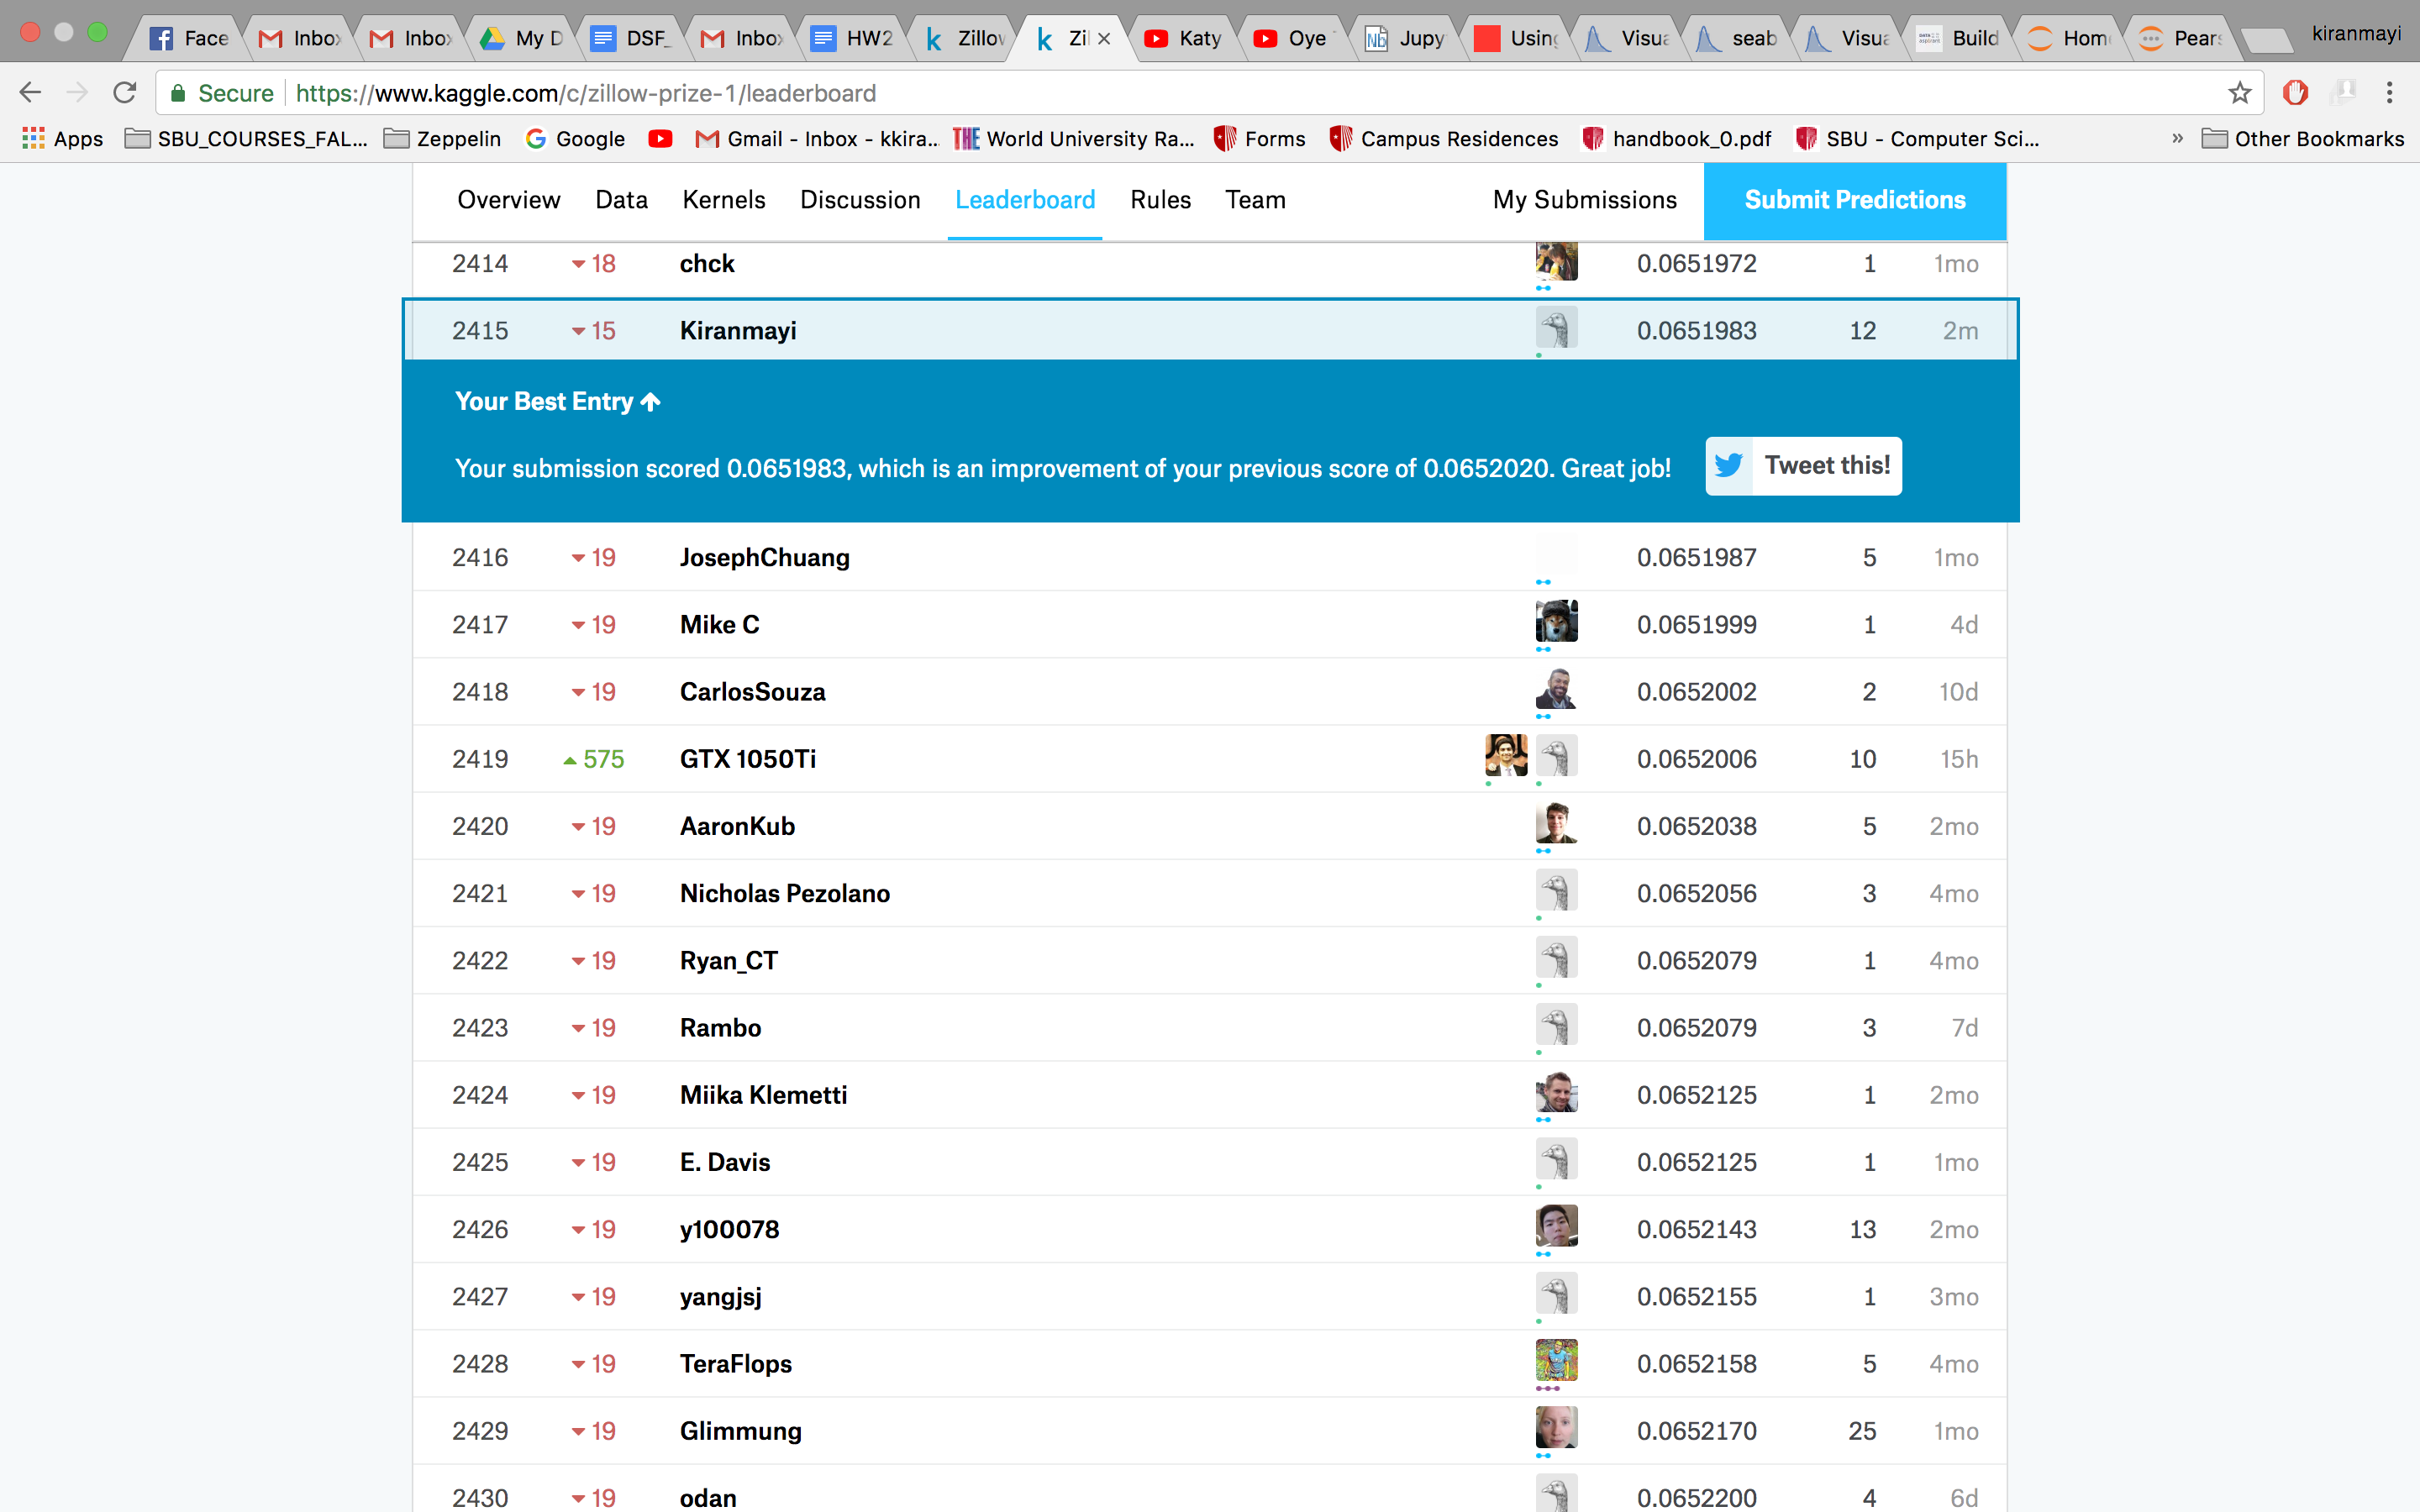 Face Inbo Inbo My D DSF_ Inbo HW2 Zillo Zil Katy Oye Jupy Using Visua seab Visua Build Hom Pears kiranmayi
Secure https://www.kaggle.com/c/zillow-prize-1/leaderboard
Apps SBU_COURSES_FAL... Zeppelin Google Gmail - Inbox - kkira... THE World University Ra... Forms Campus Residences handbook_0.pdf SBU - Computer Sci... » Other Bookmarks
Overview Data Kernels Discussion Leaderboard Rules Team My Submissions Submit Predictions
2414 18 chck 0.0651972 1 1mo
2415 15 Kiranmayi 0.0651983 12 2m
Your Best Entry
Your submission scored 0.0651983, which is an improvement of your previous score of 0.0652020. Great job! Tweet this!
2416 19 JosephChuang 0.0651987 5 1mo
2417 19 Mike C 0.0651999 1 4d
2418 19 CarlosSouza 0.0652002 2 10d
2419 575 GTX 1050Ti 0.0652006 10 15h
2420 19 AaronKub 0.0652038 5 2mo
2421 19 Nicholas Pezolano 0.0652056 3 4mo
2422 19 Ryan_CT 0.0652079 1 4mo
2423 19 Rambo 0.0652079 3 7d
2424 19 Miika Klemetti 0.0652125 1 2mo
2425 19 E. Davis 0.0652125 1 1mo
2426 19 y100078 0.0652143 13 2mo
2427 19 yangjsj 0.0652155 1 3mo
2428 19 TeraFlops 0.0652158 5 4mo
2429 19 Glimmung 0.0652170 25 1mo
2430 19 odan 0.0652200 4 6d